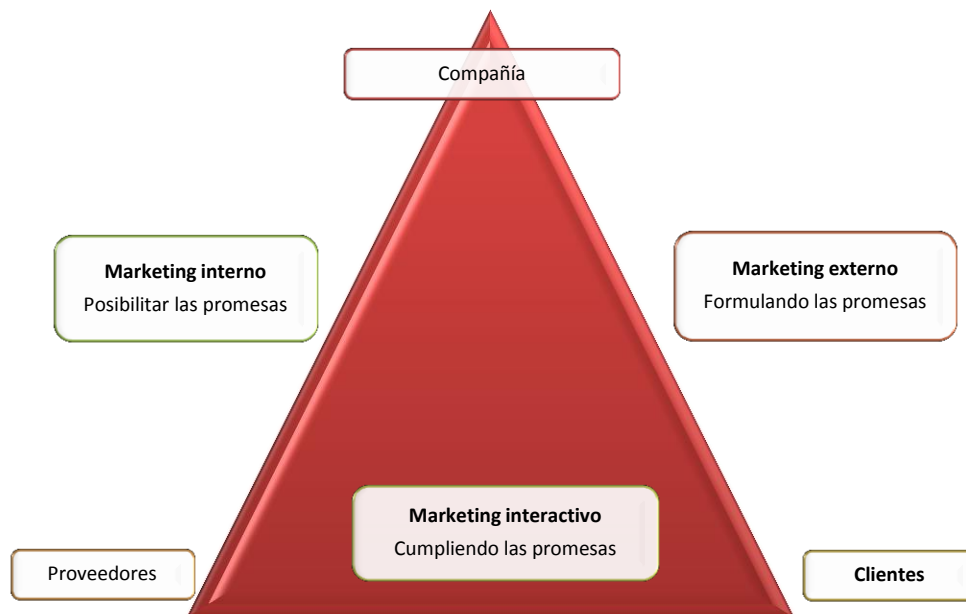 Compañía
Marketing interno
Posibilitar las promesas
Marketing externo
Formulando las promesas
Marketing interactivo
Cumpliendo las promesas
Proveedores
Clientes